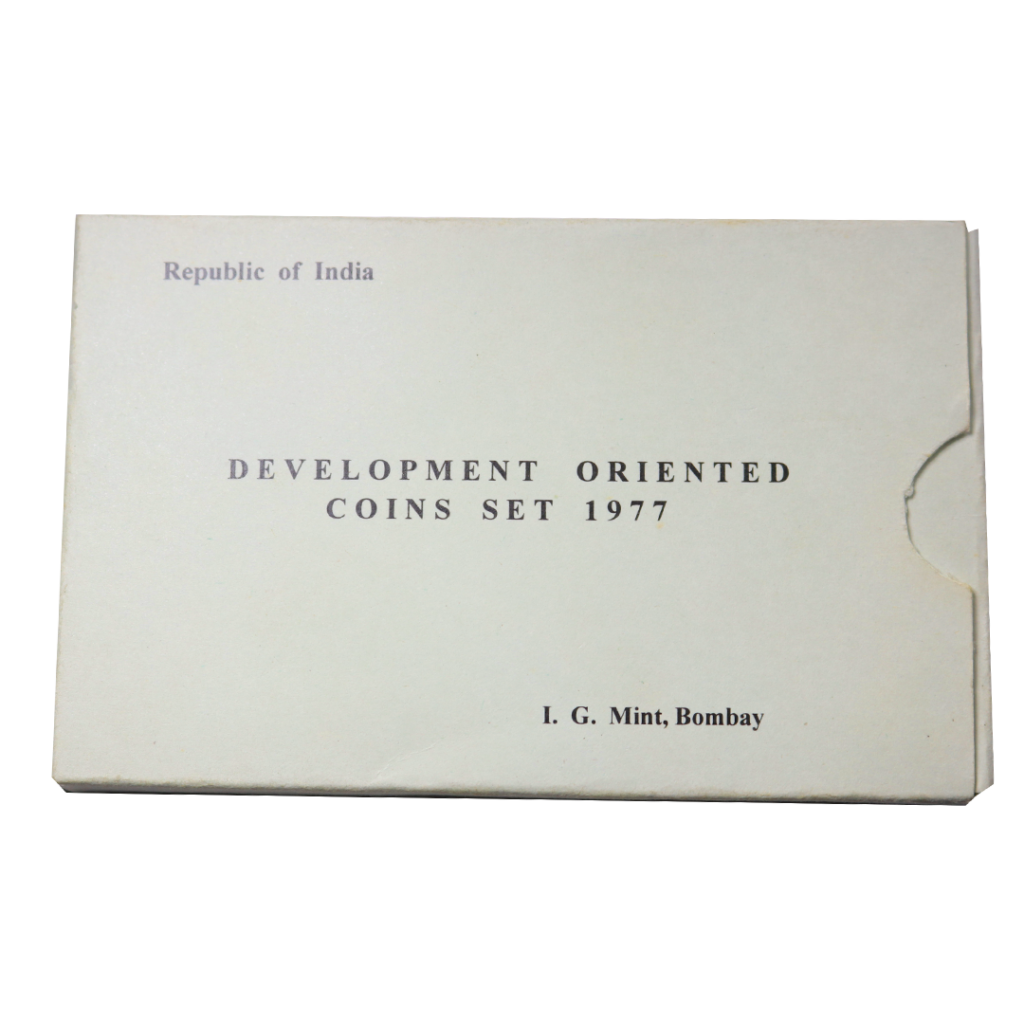 Republic of India
DEVELOPMENT ORIENTED
COINS SET 1977
I. G. Mint, Bombay